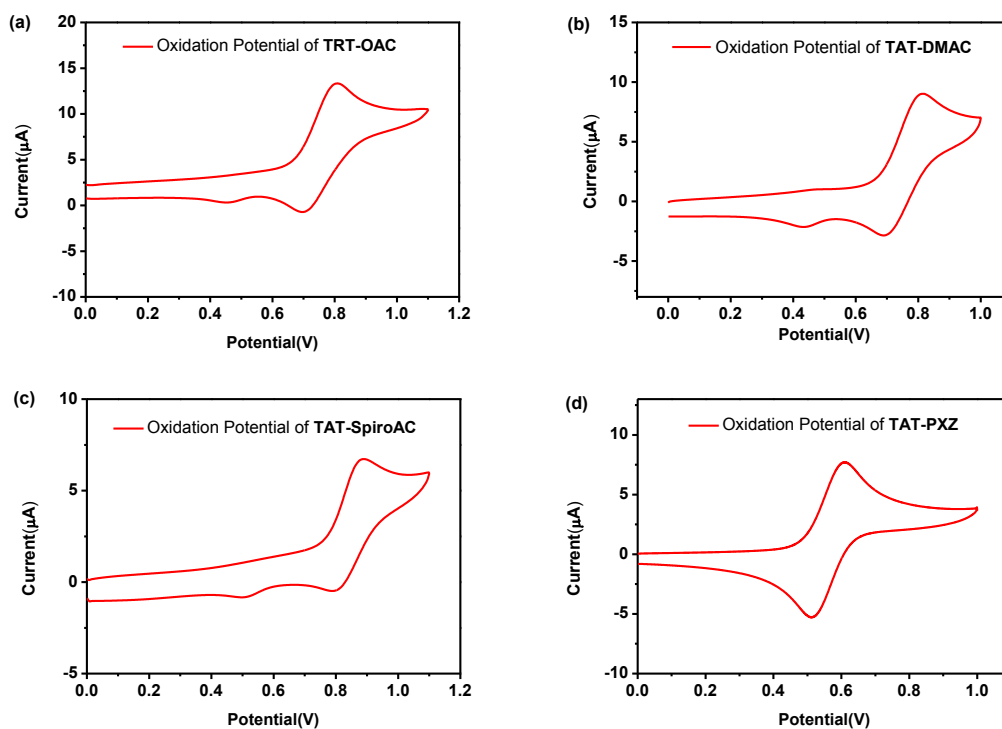 (a)
Oxidation Potential of TRT-OAC
Current(µA)
20
15
10
5
0
-5
-10
0.0 0.2 0.4 0.6 0.8 1.0 1.2
Potential(V)
(b)
Oxidation Potential of TAT-DMAC
Current(µA)
15
10
5
0
-5
0.0 0.2 0.4 0.6 0.8 1.0
Potential(V)
(c)
Oxidation Potential of TAT-SpiroAC
Current(µA)
10
5
0
-5
0.0 0.2 0.4 0.6 0.8 1.0 1.2
Potential(V)
(d)
Oxidation Potential of TAT-PXZ
Current(µA)
10
5
0
-5
-10
0.0 0.2 0.4 0.6 0.8 1.0
Potential(V)